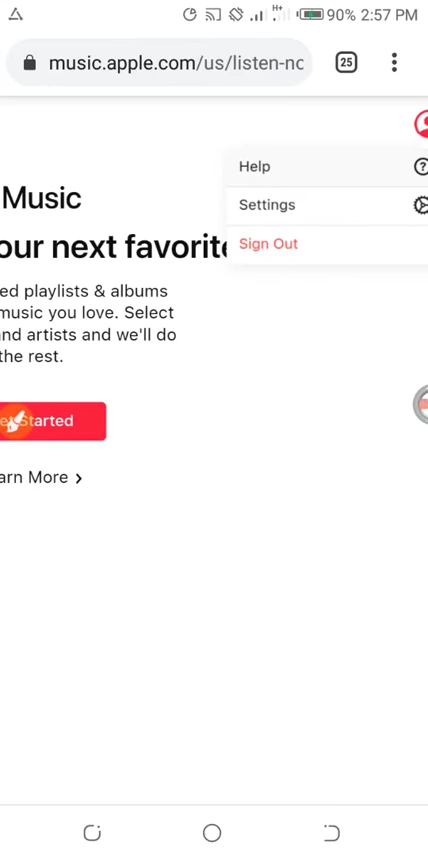 H+ 90% 2:57 PM
music.apple.com/us/listen-nc 25
Help
Settings
Sign Out
Music
our next favorite
ed playlists & albums
music you love. Select
and artists and we'll do
the rest.
et Started
arn More